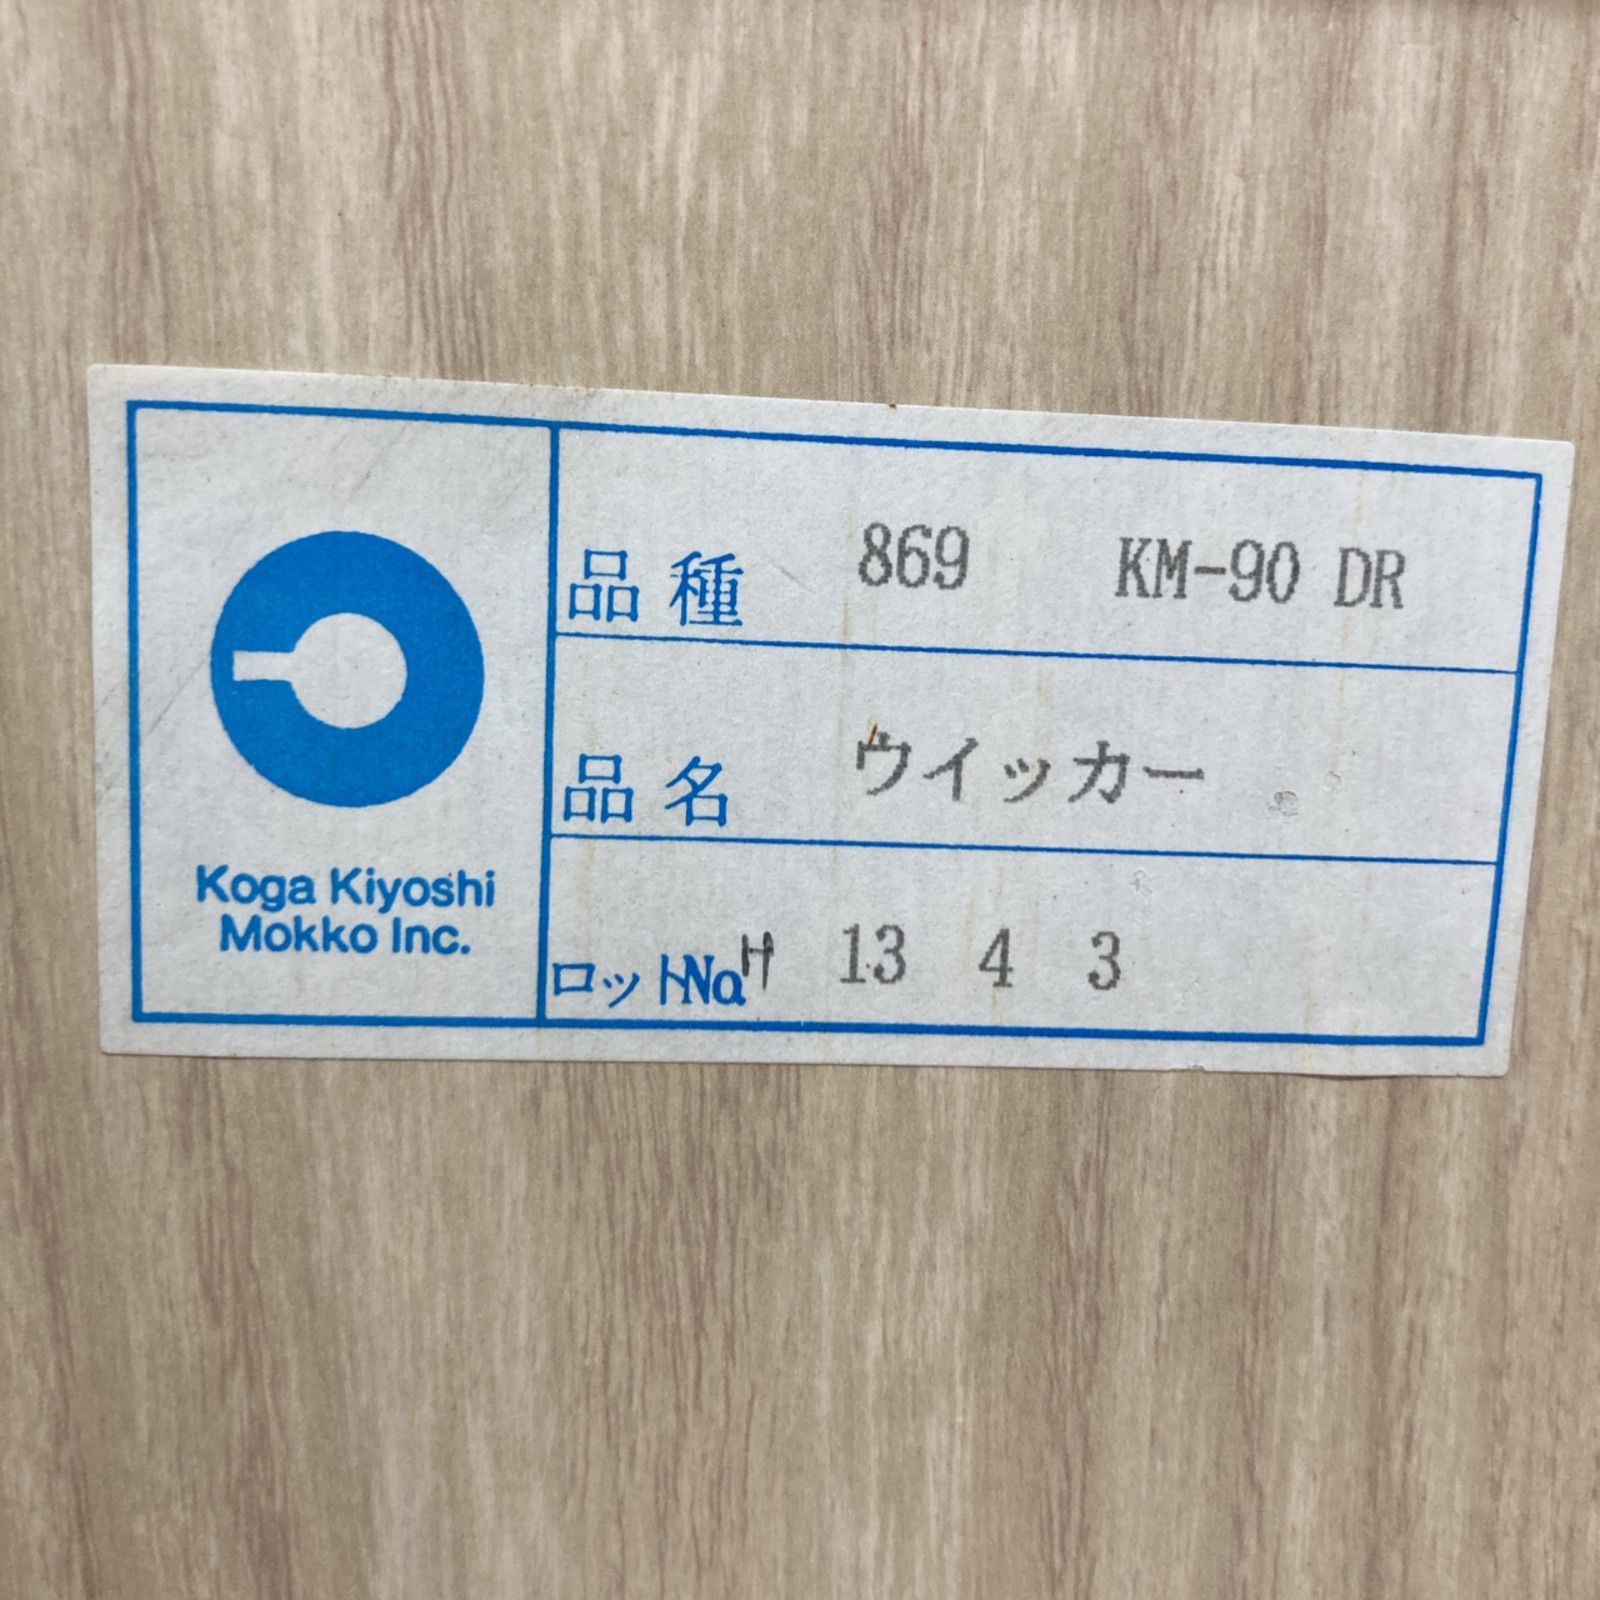 Koga Kiyoshi
Mokko Inc.
品種 869 KM-90 DR
品名 ウイッカー
ロットNo. H 13 4 3